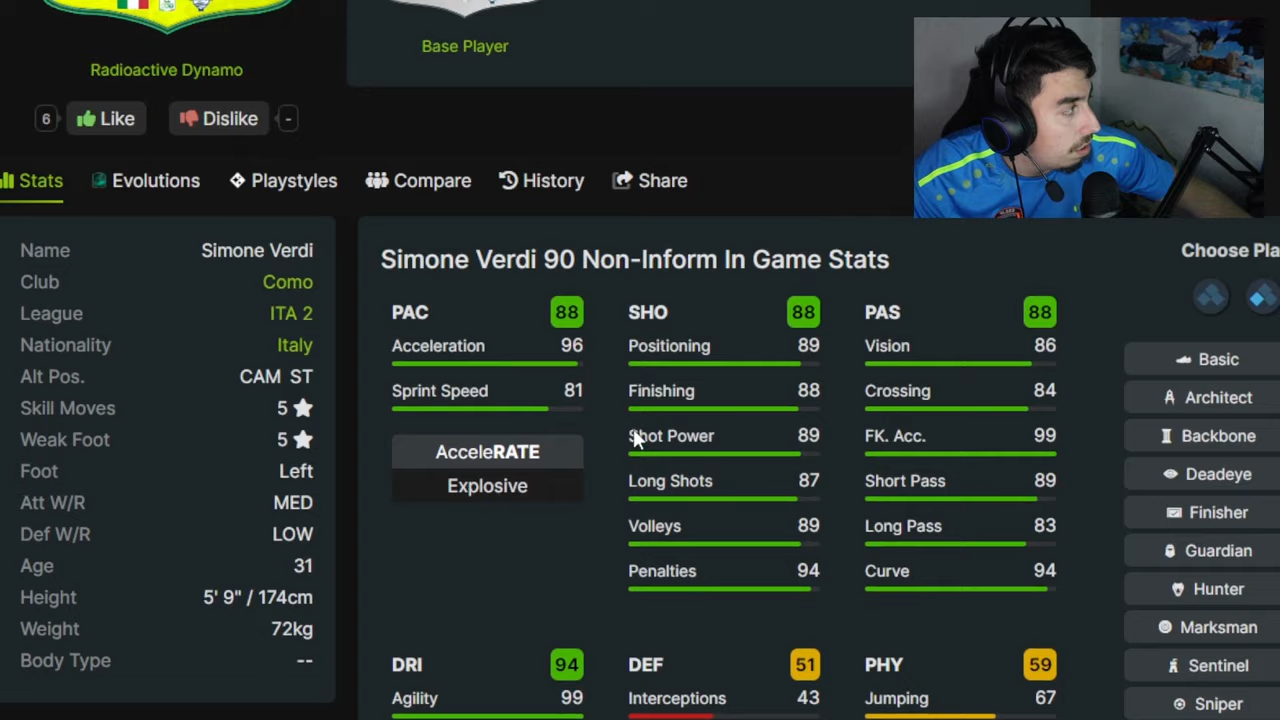 Radioactive Dynamo
Base Player
6 Like Dislike -
Stats Evolutions Playstyles Compare History Share
Name Simone Verdi
Club Como
League ITA 2
Nationality Italy
Alt Pos. CAM ST
Skill Moves 5
Weak Foot 5
Foot Left
Att W/R MED
Def W/R LOW
Age 31
Height 5' 9" / 174cm
Weight 72kg
Body Type --
Simone Verdi 90 Non-Inform In Game Stats
PAC 88
Acceleration 96
Sprint Speed 81
AcceleRATE
Explosive
SHO 88
Positioning 89
Finishing 88
Shot Power 89
Long Shots 87
Volleys 89
Penalties 94
PAS 88
Vision 86
Crossing 84
FK. Acc. 99
Short Pass 89
Long Pass 83
Curve 94
DRI 94
Agility 99
DEF 51
Interceptions 43
PHY 59
Jumping 67
Choose Pla
Basic
Architect
Backbone
Deadeye
Finisher
Guardian
Hunter
Marksman
Sentinel
Sniper